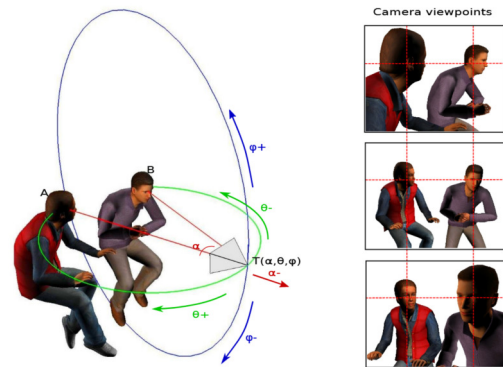 Camera viewpoints
φ+
B
A
θ-
α
T(α,θ,φ)
α-
θ+
φ-